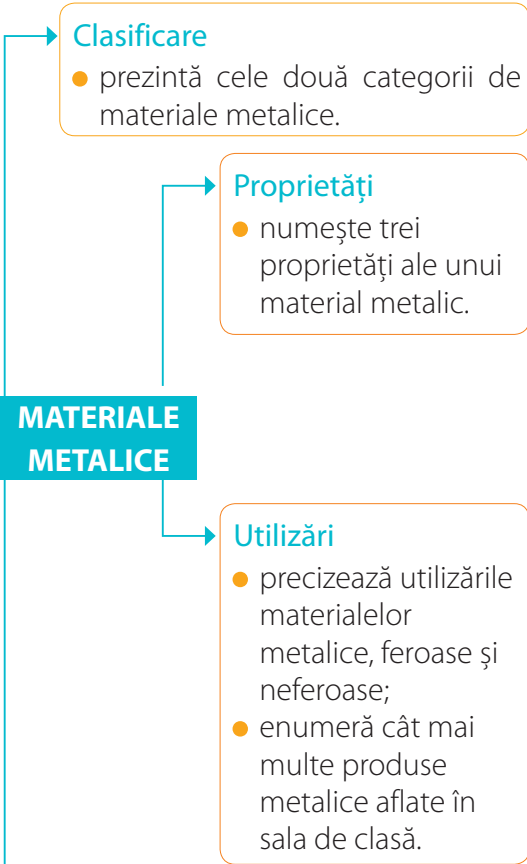 Clasificare
● prezintă cele două categorii de
materiale metalice.
Proprietăți
● numește trei
proprietăți ale unui
material metalic.
MATERIALE
METALICE
Utilizări
● precizează utilizările
materialelor
metalice, feroase și
neferoase;
● enumeră cât mai
multe produse
metalice aflate în
sala de clasă.